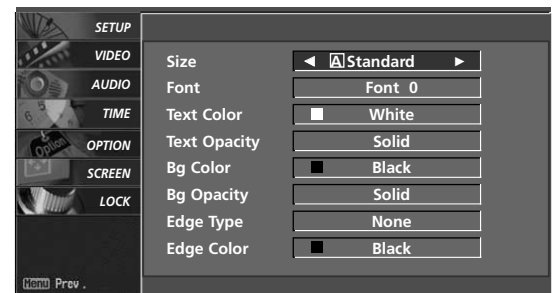 SETUP
VIDEO
AUDIO
TIME
OPTION
SCREEN
LOCK
Menu Prev.
Size ◄ A Standard ►
Font Font 0
Text Color White
Text Opacity Solid
Bg Color Black
Bg Opacity Solid
Edge Type None
Edge Color Black
Option